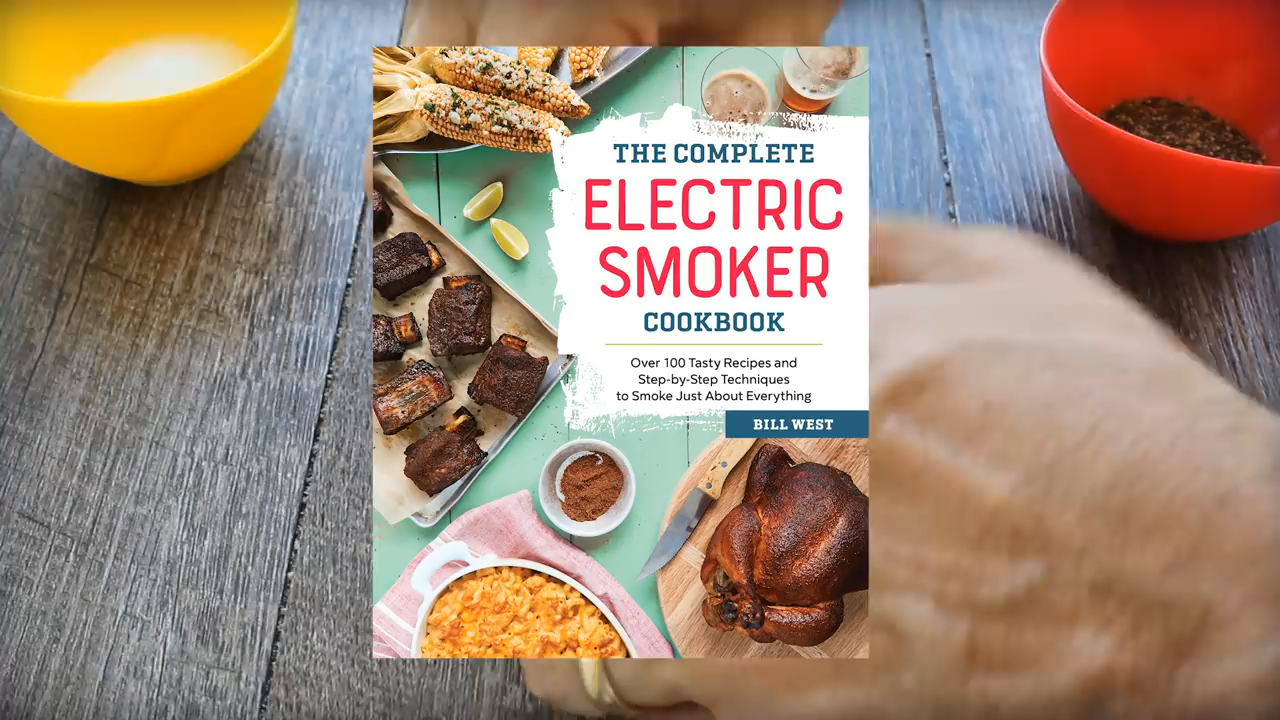 THE COMPLETE
ELECTRIC
SMOKER
COOKBOOK
Over 100 Tasty Recipes and
Step-by-Step Techniques
to Smoke Just About Everything
BILL WEST